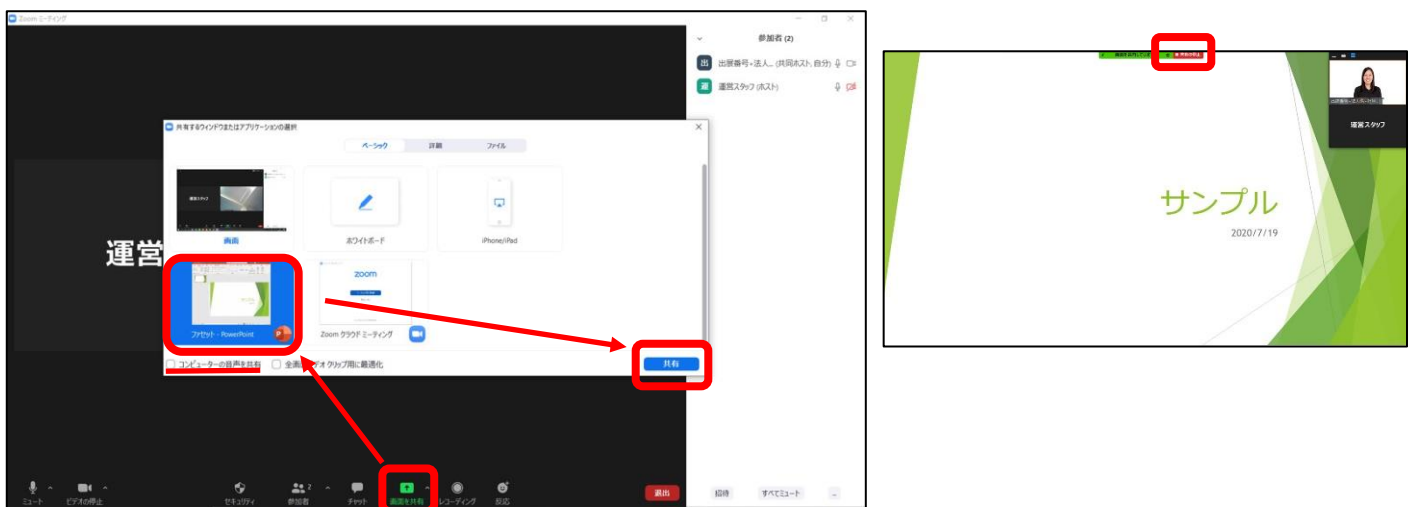 Zoom ミーティング
参加者 (2)
出 出展番号+法人... (共同ホスト, 自分)
運 運営スタッフ (ホスト)
共有するウィンドウまたはアプリケーションの選択
ベーシック 詳細 ファイル
画面
ホワイトボード
iPhone/iPad
運営
zoom
ファセット - PowerPoint
Zoom クラウド ミーティング
コンピューターの音声を共有
共有
ミュート
ビデオの停止
セキュリティ
2
参加者
チャット
画面を共有
レコーディング
反応
退出
招待
すべてミュート
運営スタッフ
サンプル
2020/7/19